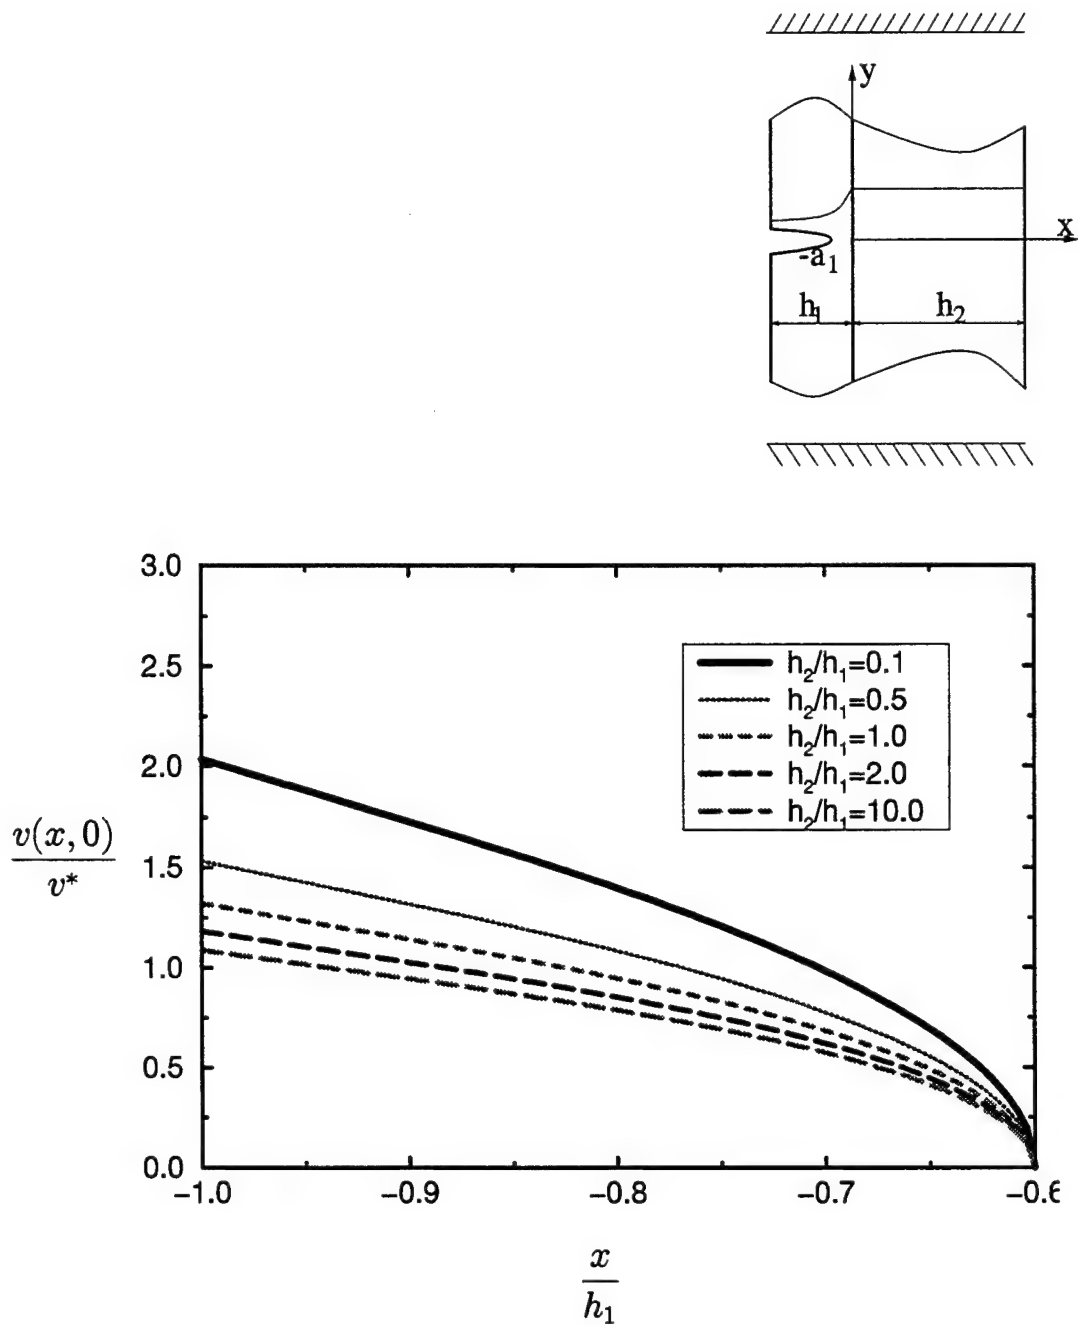 y
x
-a₁
h₁
h₂
3.0
2.5
2.0
1.5
1.0
0.5
0.0
h₂/h₁=0.1
h₂/h₁=0.5
h₂/h₁=1.0
h₂/h₁=2.0
h₂/h₁=10.0
v(x, 0)
v*
-1.0 -0.9 -0.8 -0.7 -0.6
x
h₁